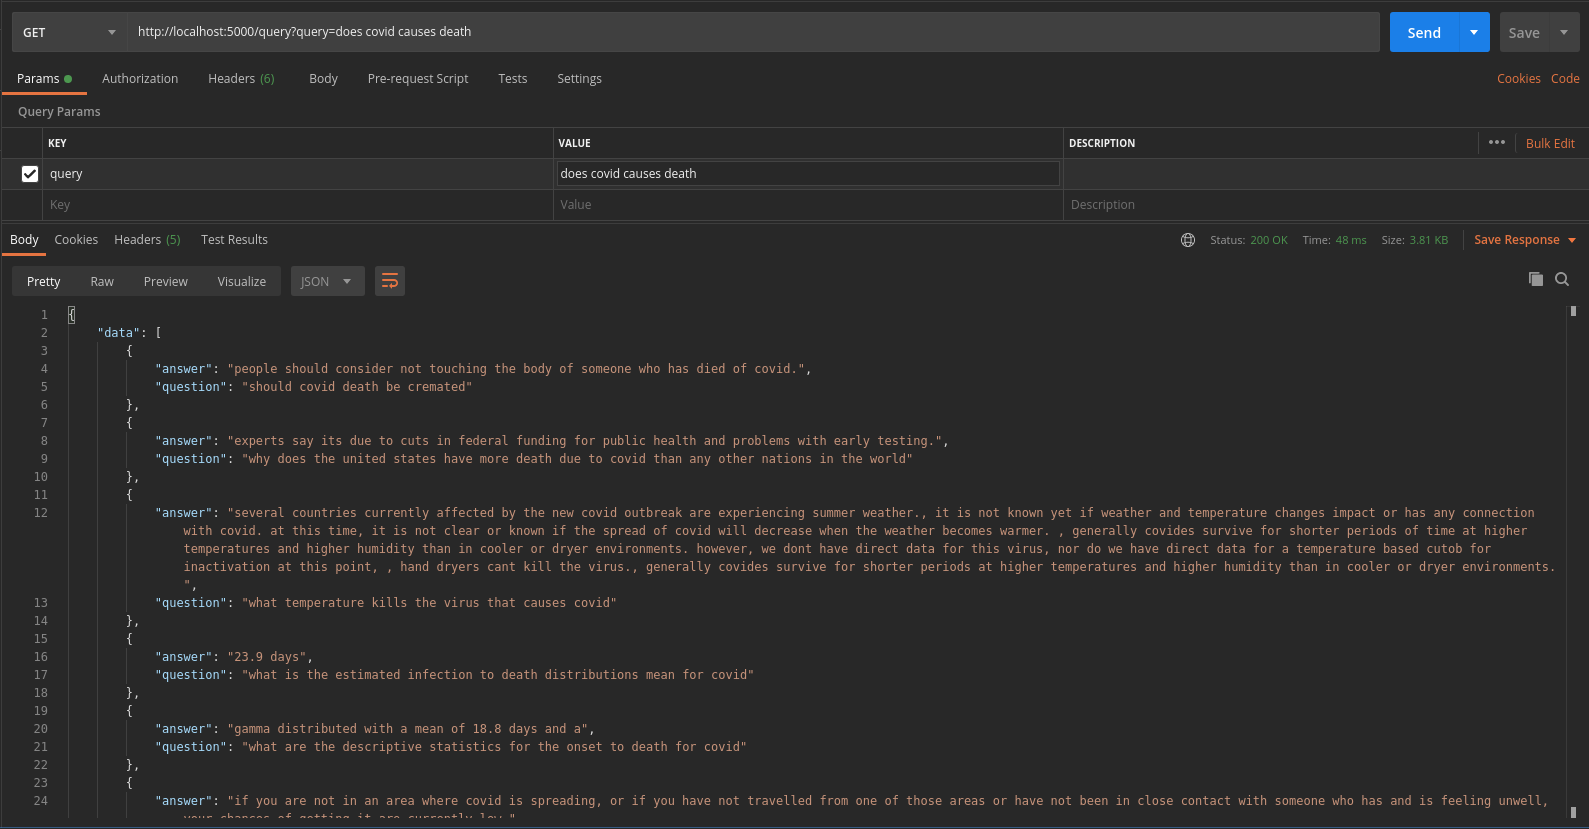 GET http://localhost:5000/query?query=does covid causes death Send Save
Params Authorization Headers (6) Body Pre-request Script Tests Settings Cookies Code
Query Params
KEY VALUE DESCRIPTION ••• Bulk Edit
query does covid causes death
Key Value Description
Body Cookies Headers (5) Test Results Status: 200 OK Time: 48 ms Size: 3.81 KB Save Response
Pretty Raw Preview Visualize JSON
1 {
2 "data": [
3 {
4 "answer": "people should consider not touching the body of someone who has died of covid.",
5 "question": "should covid death be cremated"
6 },
7 {
8 "answer": "experts say its due to cuts in federal funding for public health and problems with early testing.",
9 "question": "why does the united states have more death due to covid than any other nations in the world"
10 },
11 {
12 "answer": "several countries currently affected by the new covid outbreak are experiencing summer weather., it is not known yet if weather and temperature changes impact or has any connection
with covid. at this time, it is not clear or known if the spread of covid will decrease when the weather becomes warmer. , generally covides survive for shorter periods of time at higher
temperatures and higher humidity than in cooler or dryer environments. however, we dont have direct data for this virus, nor do we have direct data for a temperature based cutob for
inactivation at this point, , hand dryers cant kill the virus., generally covides survive for shorter periods at higher temperatures and higher humidity than in cooler or dryer environments.
",
13 "question": "what temperature kills the virus that causes covid"
14 },
15 {
16 "answer": "23.9 days",
17 "question": "what is the estimated infection to death distributions mean for covid"
18 },
19 {
20 "answer": "gamma distributed with a mean of 18.8 days and a",
21 "question": "what are the descriptive statistics for the onset to death for covid"
22 },
23 {
24 "answer": "if you are not in an area where covid is spreading, or if you have not travelled from one of those areas or have not been in close contact with someone who has and is feeling unwell,
your chances of getting it are currently low."